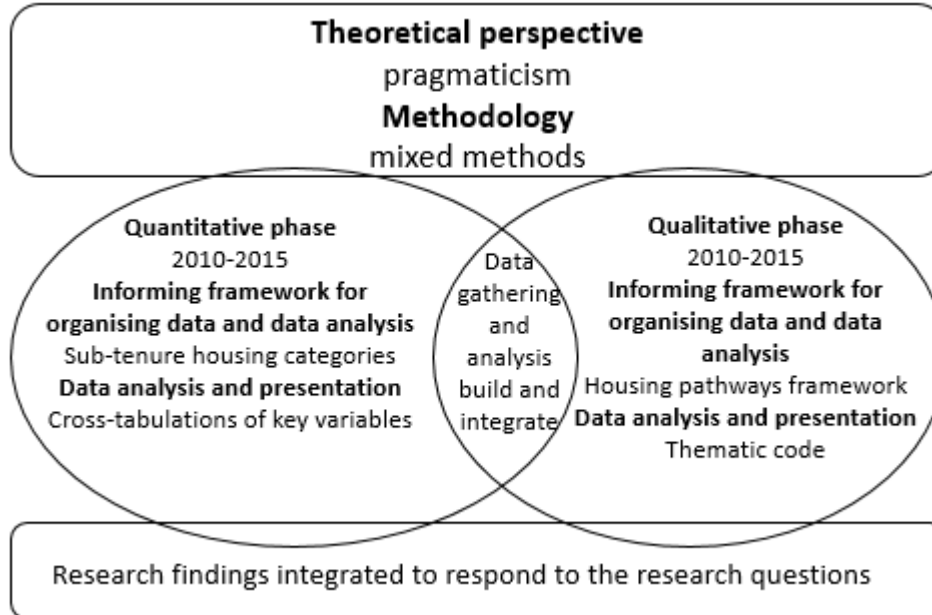 Theoretical perspective
pragmaticism
Methodology
mixed methods
Quantitative phase
2010-2015
Informing framework for
organising data and data analysis
Sub-tenure housing categories
Data analysis and presentation
Cross-tabulations of key variables
Data
gathering
and
analysis
build and
integrate
Qualitative phase
2010-2015
Informing framework for
organising data and data
analysis
Housing pathways framework
Data analysis and presentation
Thematic code
Research findings integrated to respond to the research questions